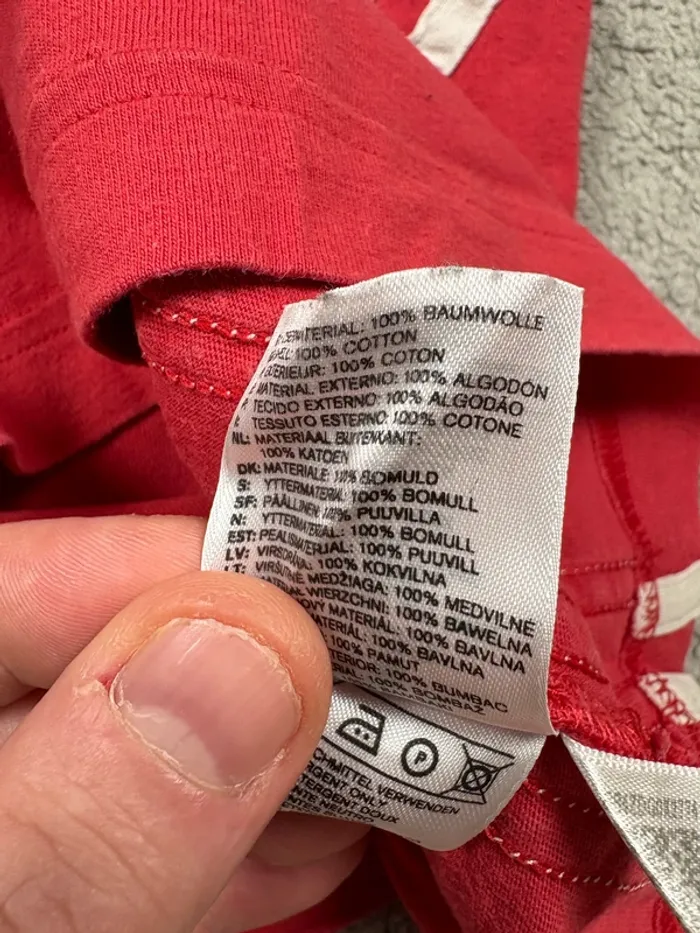 MATERIAL: 100% BAUMWOLLE
100% COTTON
100% COTON
MATERIAL EXTERNO: 100% ALGODÓN
TECIDO EXTERNO: 100% ALGODÃO
TESSUTO ESTERNO: 100% COTONE
NL: MATERIAAL BUITENKANT:
100% KATOEN
DK: MATERIALE: 100% BOMULD
S: YTTERMATERIAL: 100% BOMULL
SF: PÄÄLLINEN: 100% PUUVILLA
N: YTTERMATERIAL: 100% BOMULL
EST: PEALISMATERJAL: 100% PUUVILL
LV: VIRSDRĀNA: 100% KOKVILNA
LT: VIRŠUTINĖ MEDŽIAGA: 100% MEDVILNĖ
WIERZCHNI: 100% BAWEŁNA
MATERIÁL: 100% BAVLNA
MATERIÁL: 100% BAVLNA
100% PAMUT
100% BUMBAC
100% BOMBAŽ
P
VERWENDEN
ONLY
DETERGENT DOUX